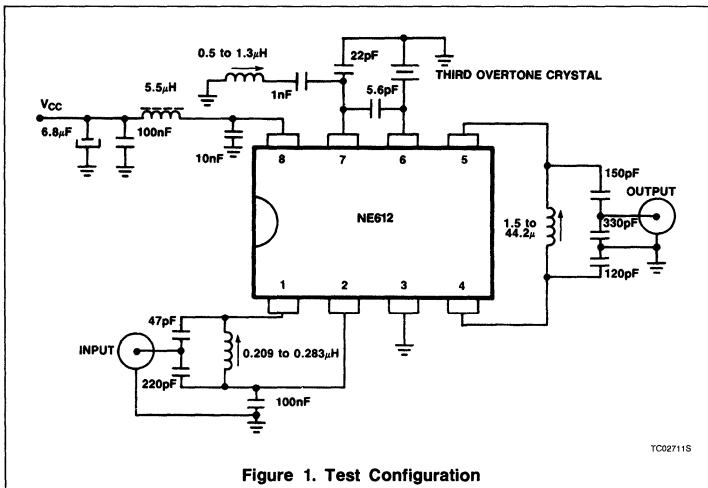 0.5 to 1.3μH
22pF
THIRD OVERTONE CRYSTAL
5.5μH
1nF
5.6pF
VCC
6.8μF
100nF
10nF
8
7
6
5
150pF
OUTPUT
NE612
1.5 to
44.2μ
330pF
120pF
1
2
3
4
47pF
INPUT
0.209 to 0.283μH
220pF
100nF
TC02711S
Figure 1. Test Configuration